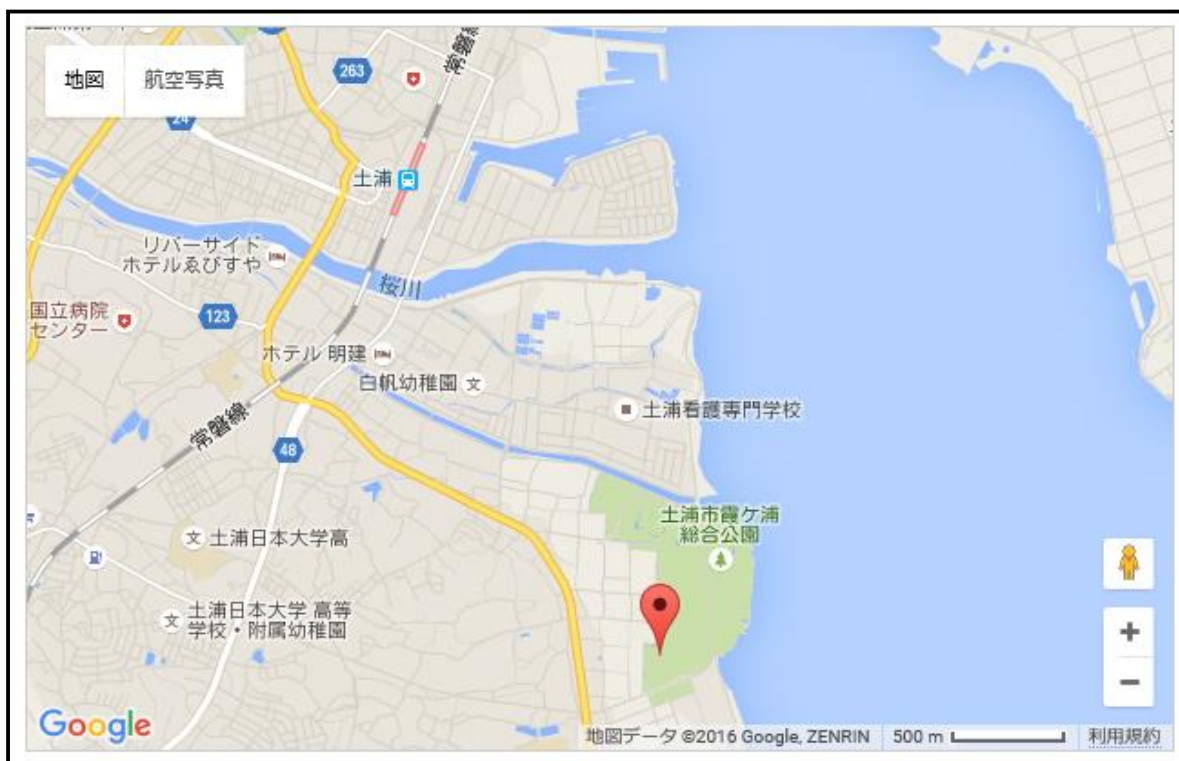 地図
航空写真
263
常磐線
24
土浦
リバーサイド
ホテルゑびすや
桜川
国立病院
センター
123
ホテル 明建
白帆幼稚園
文
土浦看護専門学校
常磐線
48
土浦市霞ケ浦
総合公園
文
土浦日本大学高
文
土浦日本大学 高等
学校・附属幼稚園
Google
地図データ ©2016 Google, ZENRIN
500 m
利用規約